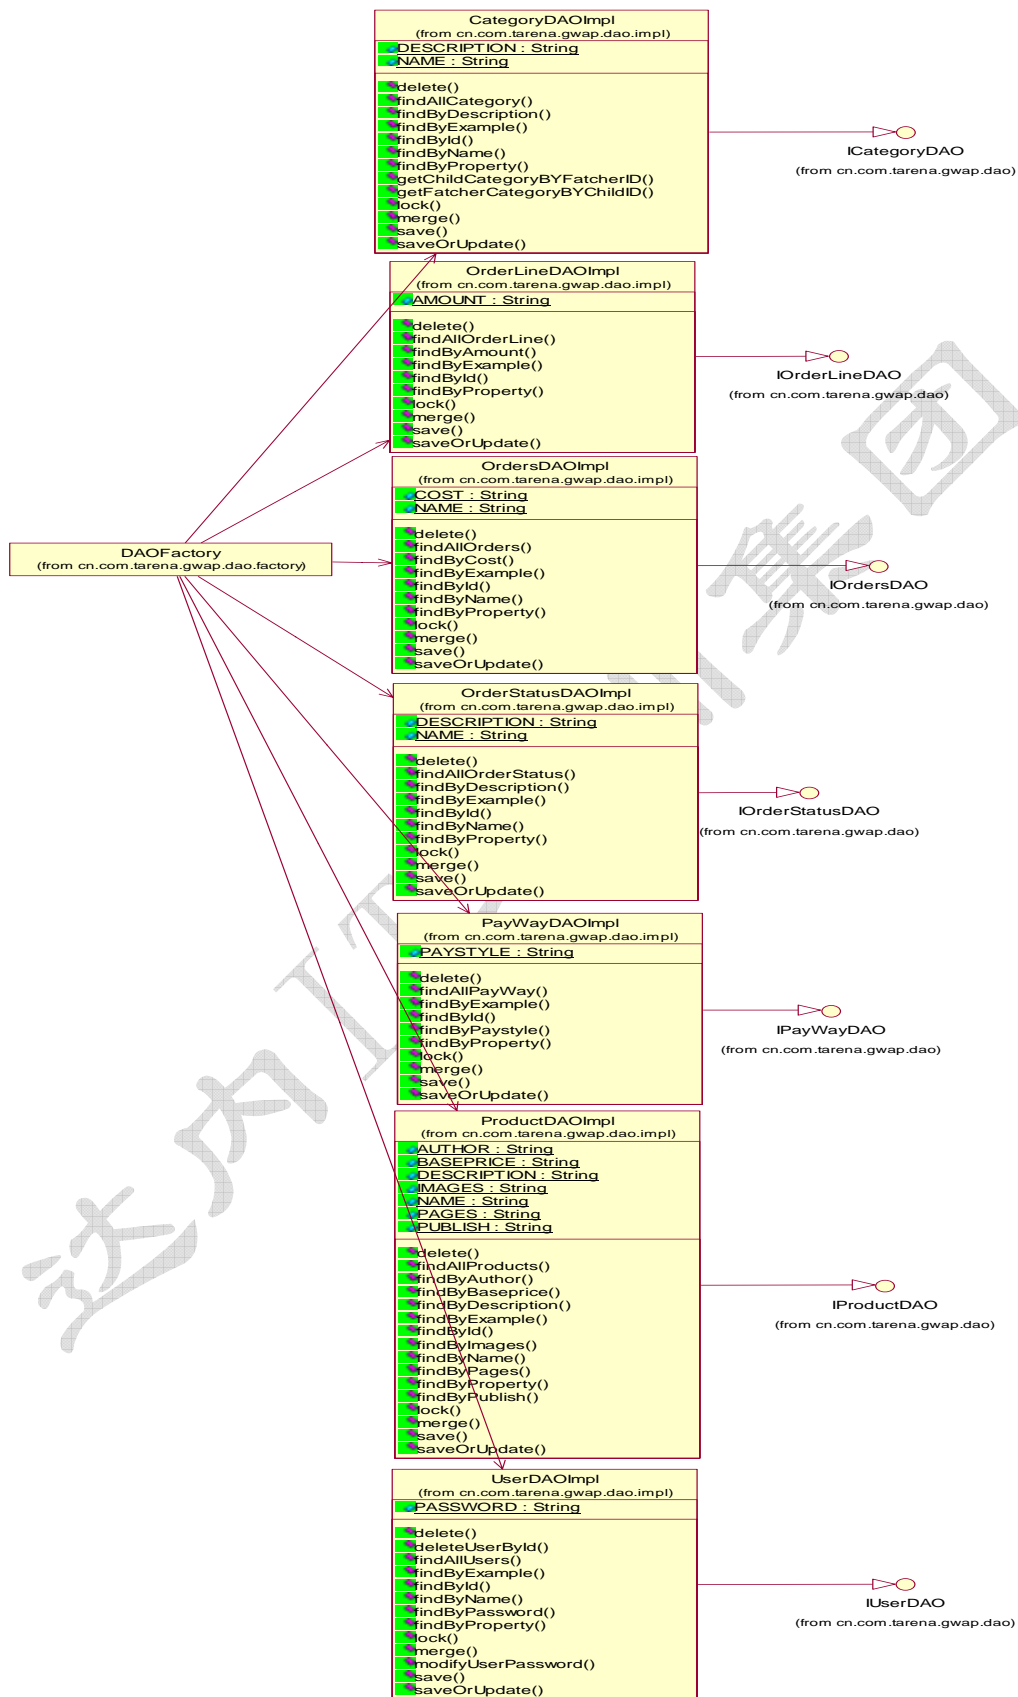 CategoryDAOImpl
(from cn.com.tarena.gwap.dao.impl)
DESCRIPTION : String
NAME : String
delete()
findAllCategory()
findByDescription()
findByExample()
findById()
findByName()
findByProperty()
getChildCategoryBYFatcherID()
getFatcherCategoryBYChildID()
lock()
merge()
save()
saveOrUpdate()
ICategoryDAO
(from cn.com.tarena.gwap.dao)
OrderLineDAOImpl
(from cn.com.tarena.gwap.dao.impl)
AMOUNT : String
delete()
findAllOrderLine()
findByAmount()
findByExample()
findById()
findByProperty()
lock()
merge()
save()
saveOrUpdate()
IOrderLineDAO
(from cn.com.tarena.gwap.dao)
DAOFactory
(from cn.com.tarena.gwap.dao.factory)
OrdersDAOImpl
(from cn.com.tarena.gwap.dao.impl)
COST : String
NAME : String
delete()
findAllOrders()
findByCost()
findByExample()
findById()
findByName()
findByProperty()
lock()
merge()
save()
saveOrUpdate()
IOrdersDAO
(from cn.com.tarena.gwap.dao)
OrderStatusDAOImpl
(from cn.com.tarena.gwap.dao.impl)
DESCRIPTION : String
NAME : String
delete()
findAllOrderStatus()
findByDescription()
findByExample()
findById()
findByName()
findByProperty()
lock()
merge()
save()
saveOrUpdate()
IOrderStatusDAO
(from cn.com.tarena.gwap.dao)
PayWayDAOImpl
(from cn.com.tarena.gwap.dao.impl)
PAYSTYLE : String
delete()
findAllPayWay()
findByExample()
findById()
findByPaystyle()
findByProperty()
lock()
merge()
save()
saveOrUpdate()
IPayWayDAO
(from cn.com.tarena.gwap.dao)
ProductDAOImpl
(from cn.com.tarena.gwap.dao.impl)
AUTHOR : String
BASEPRICE : String
DESCRIPTION : String
IMAGES : String
NAME : String
PAGES : String
PUBLISH : String
delete()
findAllProducts()
findByAuthor()
findByBaseprice()
findByDescription()
findByExample()
findById()
findByImages()
findByName()
findByPages()
findByProperty()
findByPublish()
lock()
merge()
save()
saveOrUpdate()
IProductDAO
(from cn.com.tarena.gwap.dao)
UserDAOImpl
(from cn.com.tarena.gwap.dao.impl)
PASSWORD : String
delete()
deleteUserById()
findAllUsers()
findByExample()
findById()
findByName()
findByPassword()
findByProperty()
lock()
merge()
modifyUserPassword()
save()
saveOrUpdate()
IUserDAO
(from cn.com.tarena.gwap.dao)
达内IT 集团